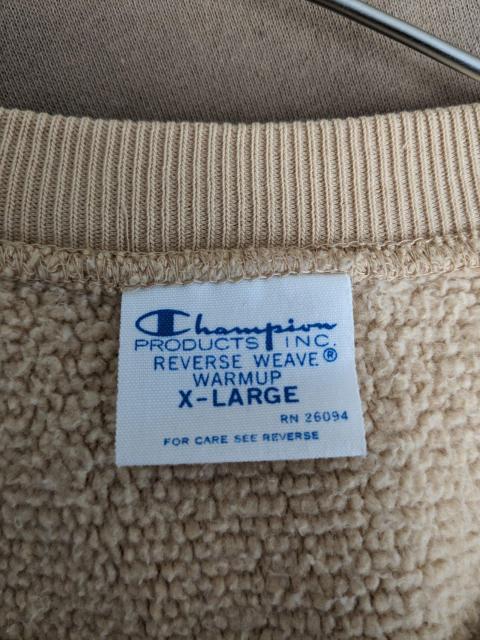 Champion
PRODUCTS INC.
REVERSE WEAVE®
WARMUP
X-LARGE
RN 26094
FOR CARE SEE REVERSE